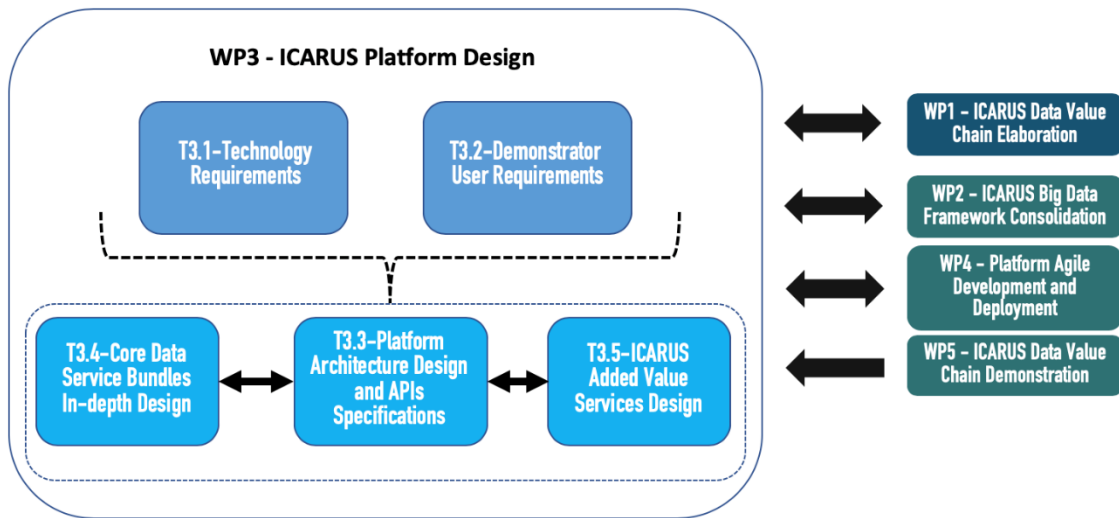 WP3 - ICARUS Platform Design
T3.1-Technology
Requirements
T3.2-Demonstrator
User Requirements
T3.4-Core Data
Service Bundles
In-depth Design
T3.3-Platform
Architecture Design
and APIs
Specifications
T3.5-ICARUS
Added Value
Services Design
WP1 - ICARUS Data Value
Chain Elaboration
WP2 - ICARUS Big Data
Framework Consolidation
WP4 - Platform Agile
Development and
Deployment
WP5 - ICARUS Data Value
Chain Demonstration